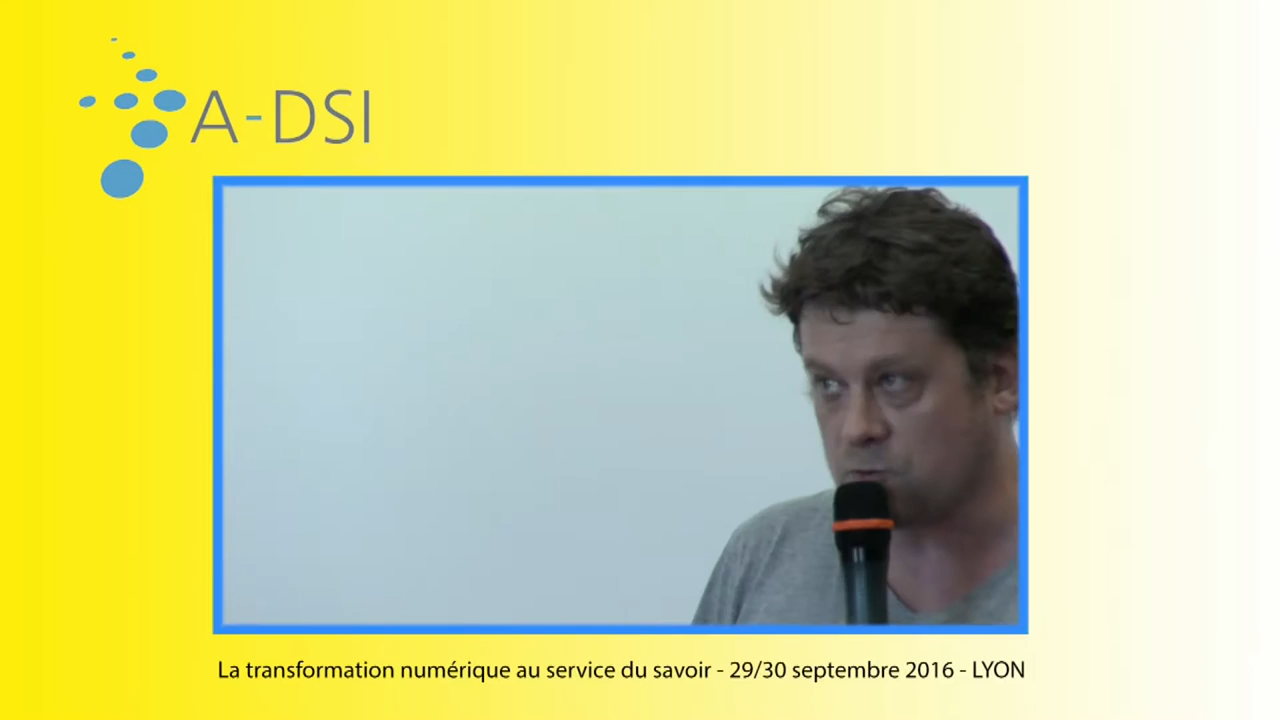 A-DSI
La transformation numérique au service du savoir - 29/30 septembre 2016 - LYON